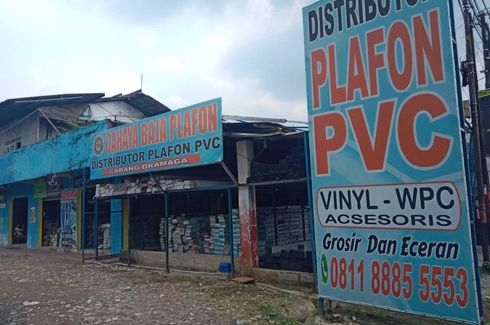 CAHAYA BAJA PLAFON
DISTRIBUTOR PLAFON PVC
CABANG DRAMAGA
DISTRIBUTOR
PLAFON
PVC
VINYL - WPC
ACSESORIS
Grosir Dan Eceran
0811 8885 5553